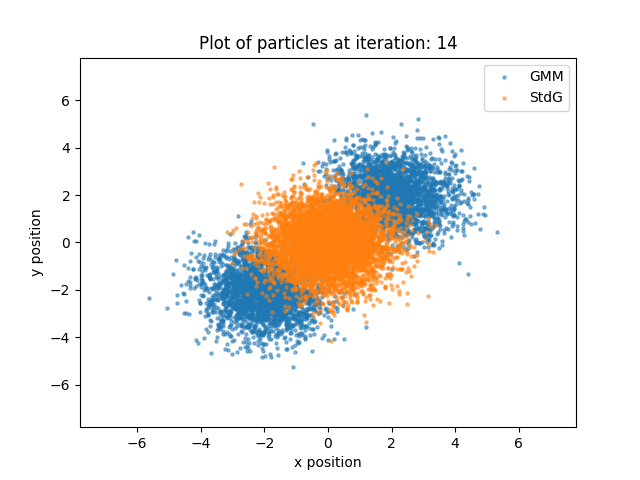 Plot of particles at iteration: 14
GMM
StdG
y position
6
4
2
0
−2
−4
−6
−6 −4 −2 0 2 4 6
x position